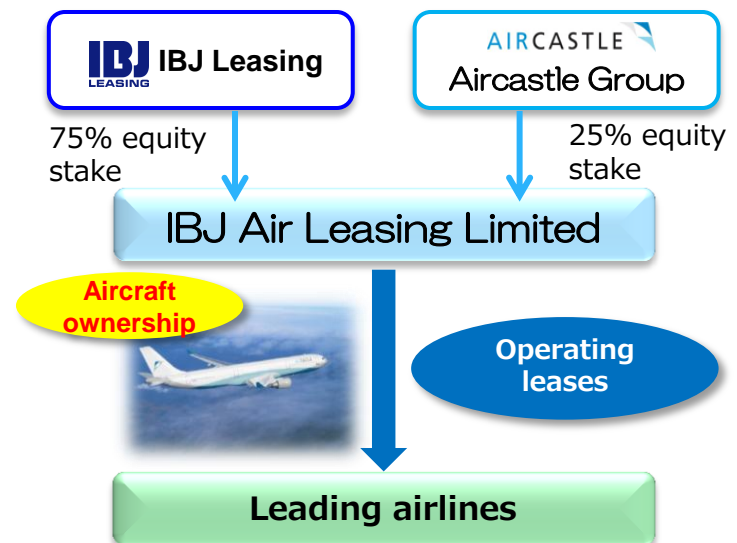 IBJ
LEASING
IBJ Leasing
AIRCASTLE
Aircastle Group
75% equity
stake
25% equity
stake
IBJ Air Leasing Limited
Aircraft
ownership
Operating
leases
Leading airlines